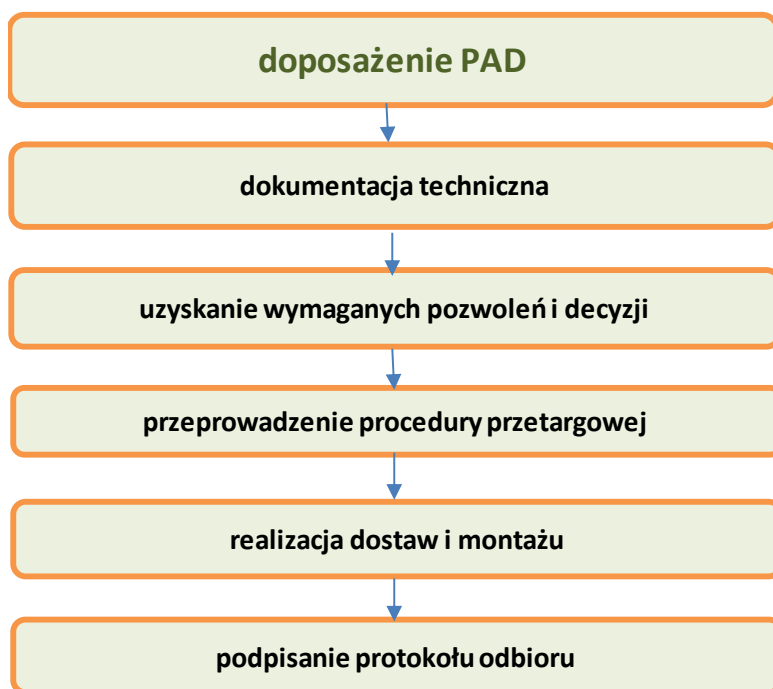 doposażenie PAD
dokumentacja techniczna
uzyskanie wymaganych pozwoleń i decyzji
przeprowadzenie procedury przetargowej
realizacja dostaw i montażu
podpisanie protokołu odbioru